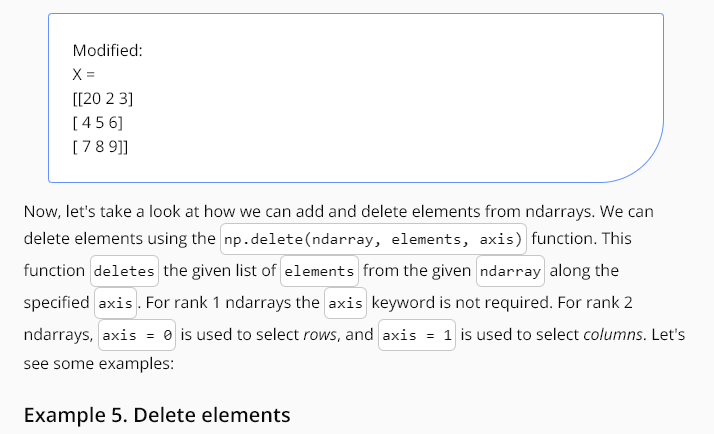 Modified:
X =
[[20 2 3]
[ 4 5 6]
[ 7 8 9]]
Now, let's take a look at how we can add and delete elements from ndarrays. We can
delete elements using the np.delete(ndarray, elements, axis) function. This
function deletes the given list of elements from the given ndarray along the
specified axis. For rank 1 ndarrays the axis keyword is not required. For rank 2
ndarrays, axis = 0 is used to select rows, and axis = 1 is used to select columns. Let's
see some examples:
Example 5. Delete elements